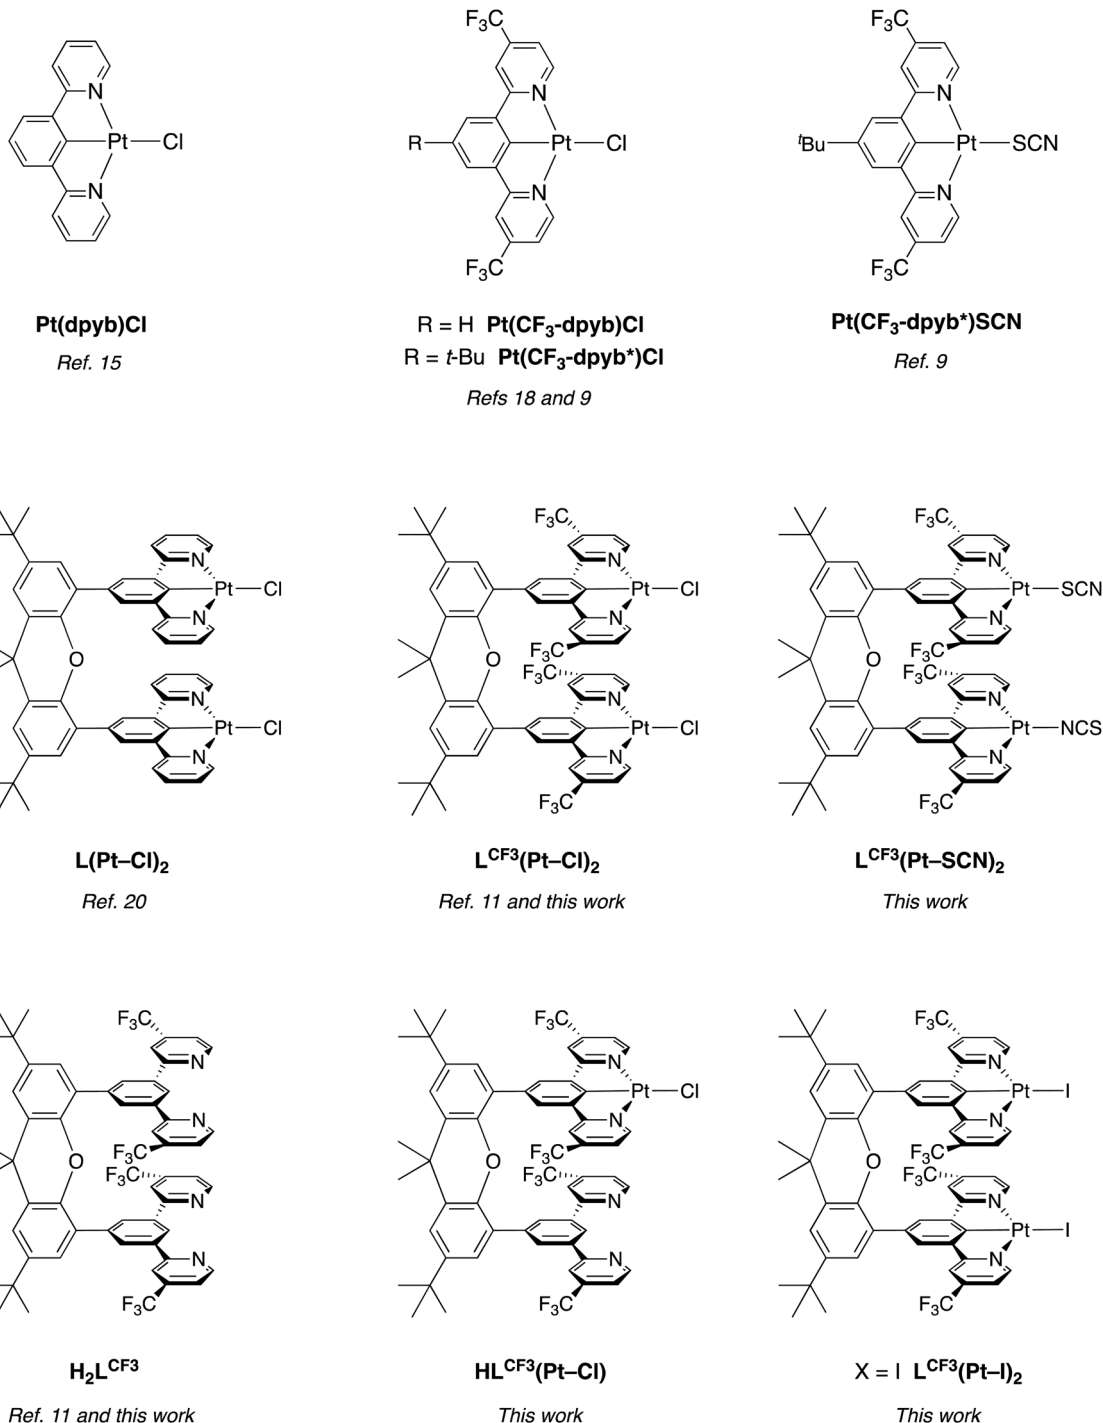 F₃C F₃C
N N N
Pt Cl R Pt Cl ᵗBu Pt SCN
N N N
F₃C F₃C
Pt(dpyb)Cl R = H Pt(CF₃-dpyb)Cl Pt(CF₃-dpyb*)SCN
Ref. 15 R = t-Bu Pt(CF₃-dpyb*)Cl Ref. 9
Refs 18 and 9
F₃C F₃C
N N N
Pt Cl Pt Cl Pt SCN
N N N
F₃C F₃C
O O O
F₃C F₃C
N N N
Pt Cl Pt Cl Pt NCS
N N N
F₃C F₃C
L(Pt–Cl)₂ Lᶜᶠ³(Pt–Cl)₂ Lᶜᶠ³(Pt–SCN)₂
Ref. 20 Ref. 11 and this work This work
F₃C F₃C F₃C
N N N
Pt Cl Pt I
N N N
F₃C F₃C F₃C
O O O
F₃C F₃C F₃C
N N N
Pt I
N N N
F₃C F₃C F₃C
H₂Lᶜᶠ³ HLᶜᶠ³(Pt–Cl) X = I Lᶜᶠ³(Pt–I)₂
Ref. 11 and this work This work This work